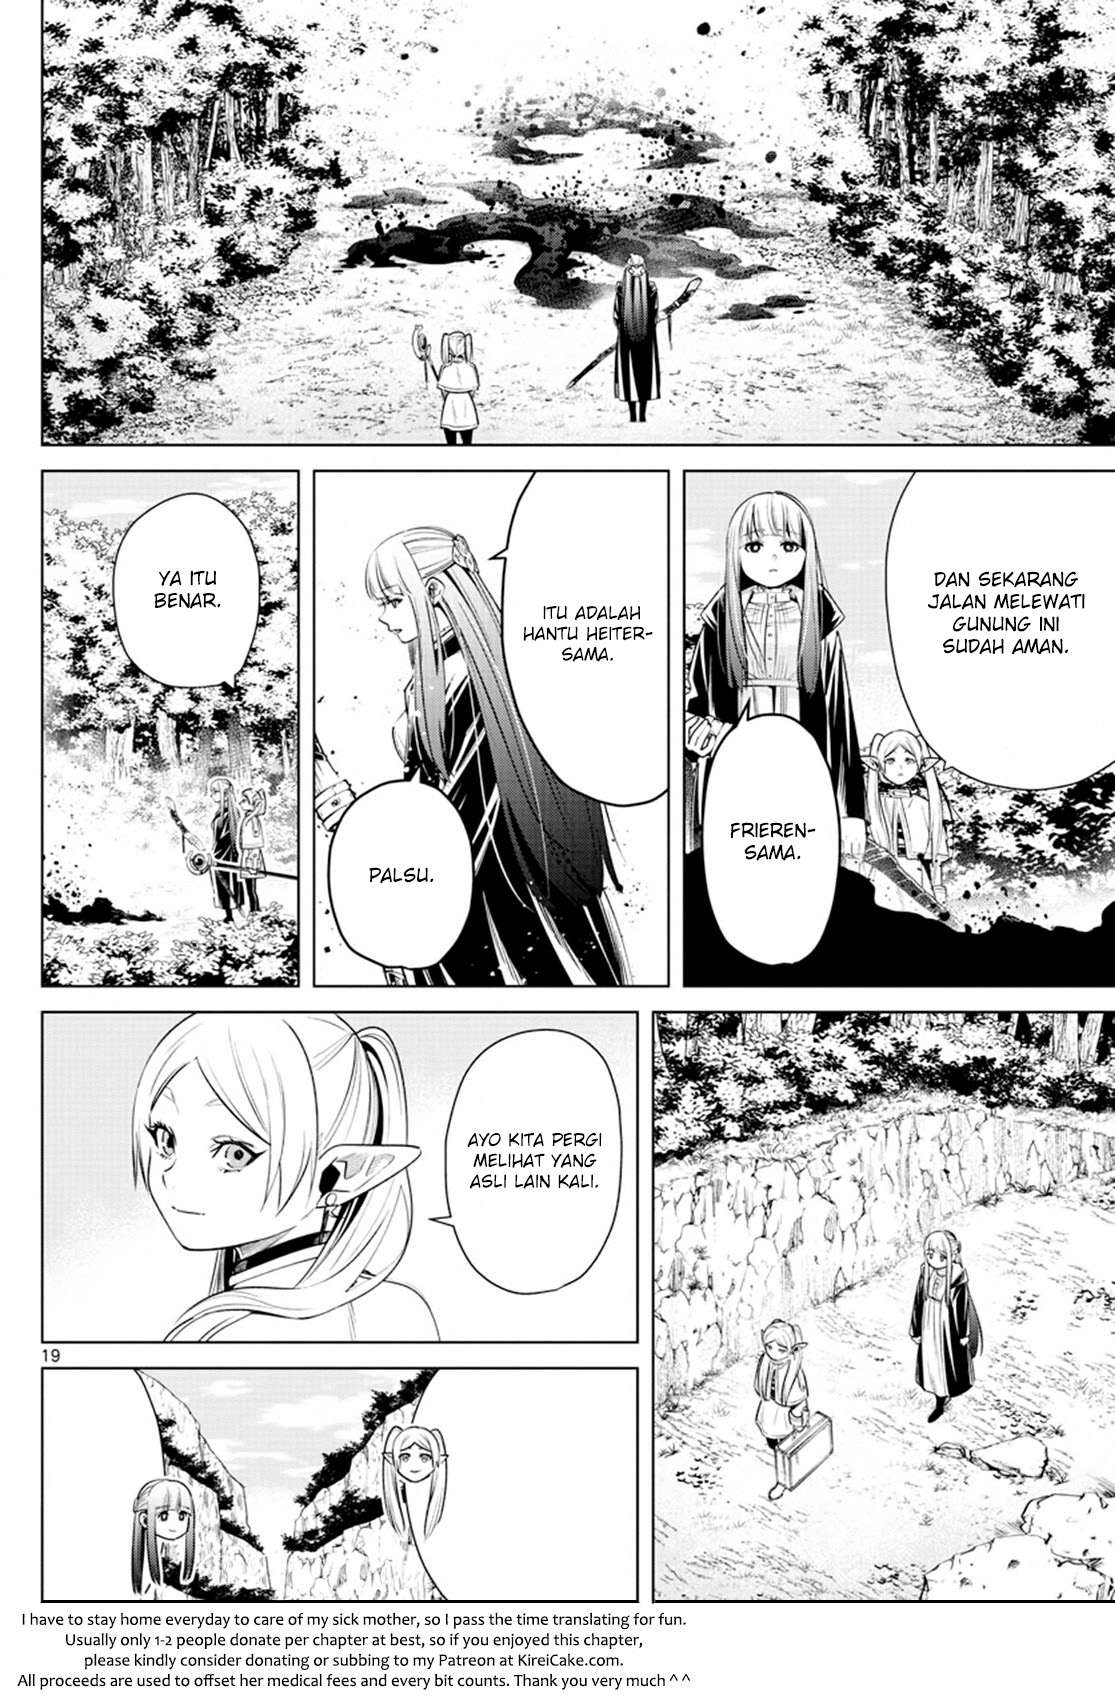 DAN SEKARANG
JALAN MELEWATI
GUNUNG INI
SUDAH AMAN.
FRIEREN-
SAMA.
ITU ADALAH
HANTU HEITER-
SAMA.
PALSU.
YA ITU
BENAR.
AYO KITA PERGI
MELIHAT YANG
ASLI LAIN KALI.
19
I have to stay home everyday to care of my sick mother, so I pass the time translating for fun.
Usually only 1-2 people donate per chapter at best, so if you enjoyed this chapter,
please kindly consider donating or subbing to my Patreon at KireiCake.com.
All proceeds are used to offset her medical fees and every bit counts. Thank you very much ^ ^